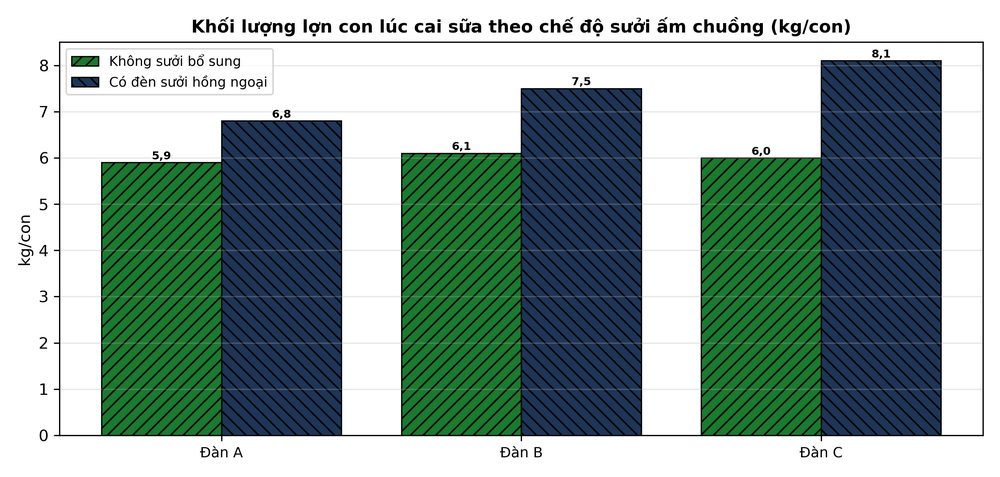 Khối lượng lợn con lúc cai sữa theo chế độ sưởi ấm chuồng (kg/con)
Không sưởi bổ sung
Có đèn sưởi hồng ngoại
kg/con
8
7
6
5
4
3
2
1
0
5,9
6,8
6,1
7,5
6,0
8,1
Đàn A
Đàn B
Đàn C